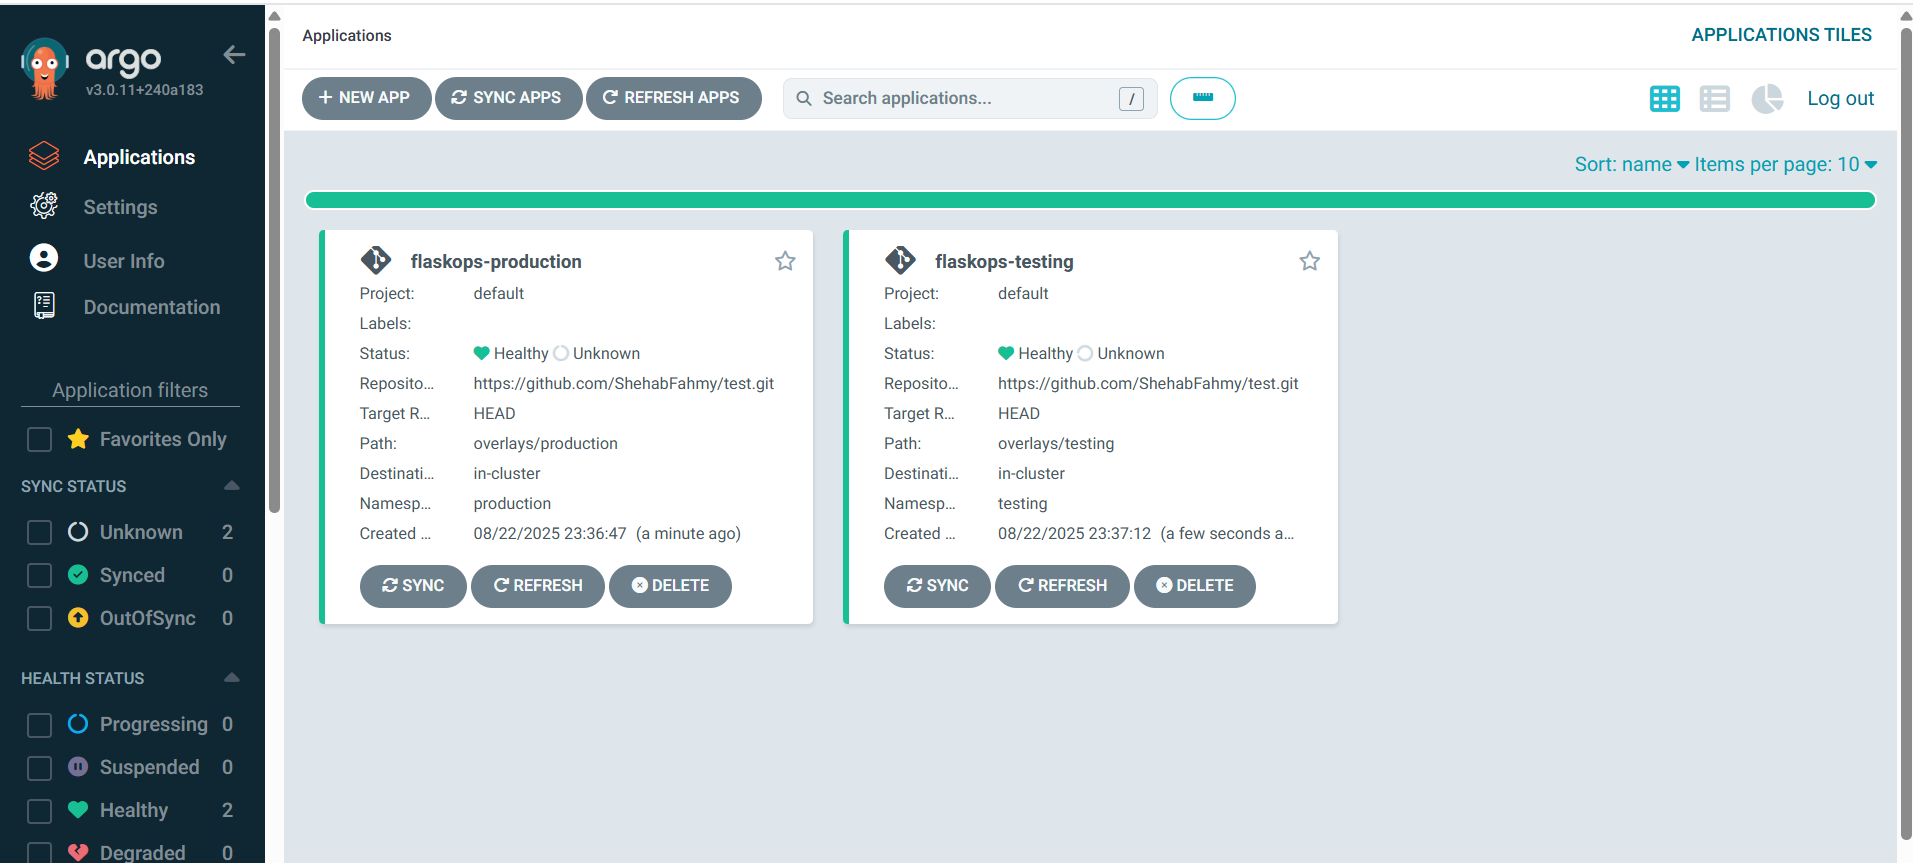 argo
v3.0.11+240a183
Applications
Settings
User Info
Documentation
Application filters
Favorites Only
SYNC STATUS
Unknown 2
Synced 0
OutOfSync 0
HEALTH STATUS
Progressing 0
Suspended 0
Healthy 2
Degraded 0
Applications
APPLICATIONS TILES
NEW APP
SYNC APPS
REFRESH APPS
Search applications...
/
Log out
Sort: name
Items per page: 10
flaskops-production
Project: default
Labels:
Status: Healthy Unknown
Reposito... https://github.com/ShehabFahmy/test.git
Target R... HEAD
Path: overlays/production
Destinati... in-cluster
Namesp... production
Created ... 08/22/2025 23:36:47 (a minute ago)
SYNC
REFRESH
DELETE
flaskops-testing
Project: default
Labels:
Status: Healthy Unknown
Reposito... https://github.com/ShehabFahmy/test.git
Target R... HEAD
Path: overlays/testing
Destinati... in-cluster
Namesp... testing
Created ... 08/22/2025 23:37:12 (a few seconds a...
SYNC
REFRESH
DELETE